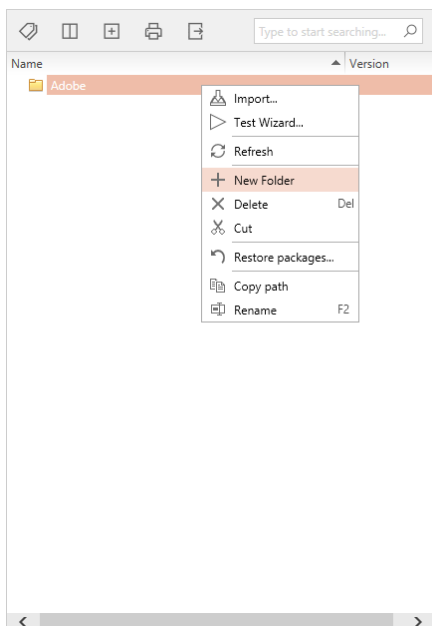 Type to start searching...
Name Version
Adobe
Import...
Test Wizard...
Refresh
New Folder
Delete Del
Cut
Restore packages...
Copy path
Rename F2